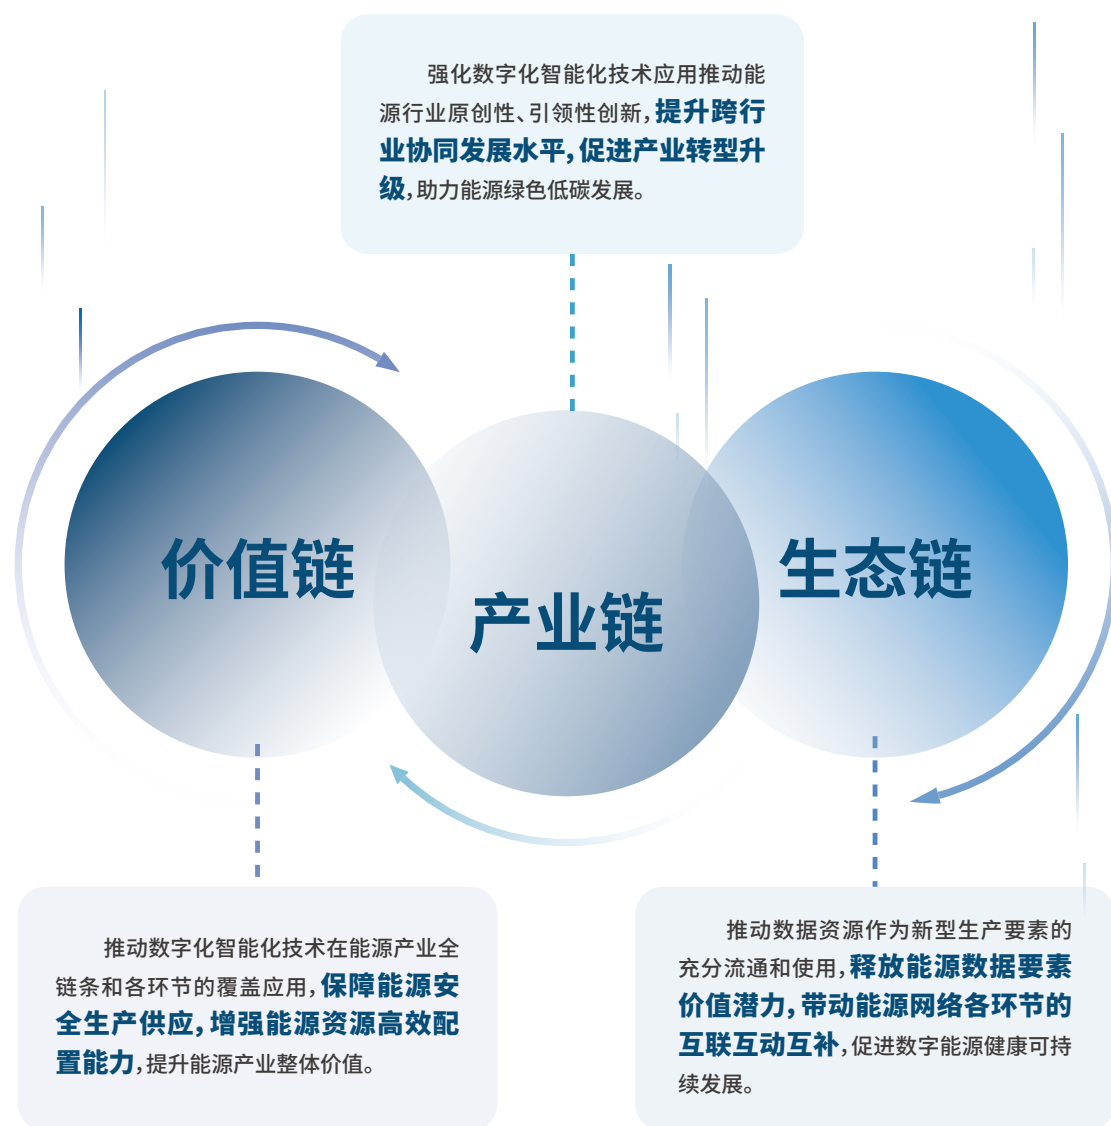 强化数字化智能化技术应用推动能
源行业原创性、引领性创新，提升跨行
业协同发展水平，促进产业转型升
级，助力能源绿色低碳发展。
价值链
产业链
生态链
推动数字化智能化技术在能源产业全
链条和各环节的覆盖应用，保障能源安
全生产供应，增强能源资源高效配
置能力，提升能源产业整体价值。
推动数据资源作为新型生产要素的
充分流通和使用，释放能源数据要素
价值潜力，带动能源网络各环节的
互联互动互补，促进数字能源健康可持
续发展。